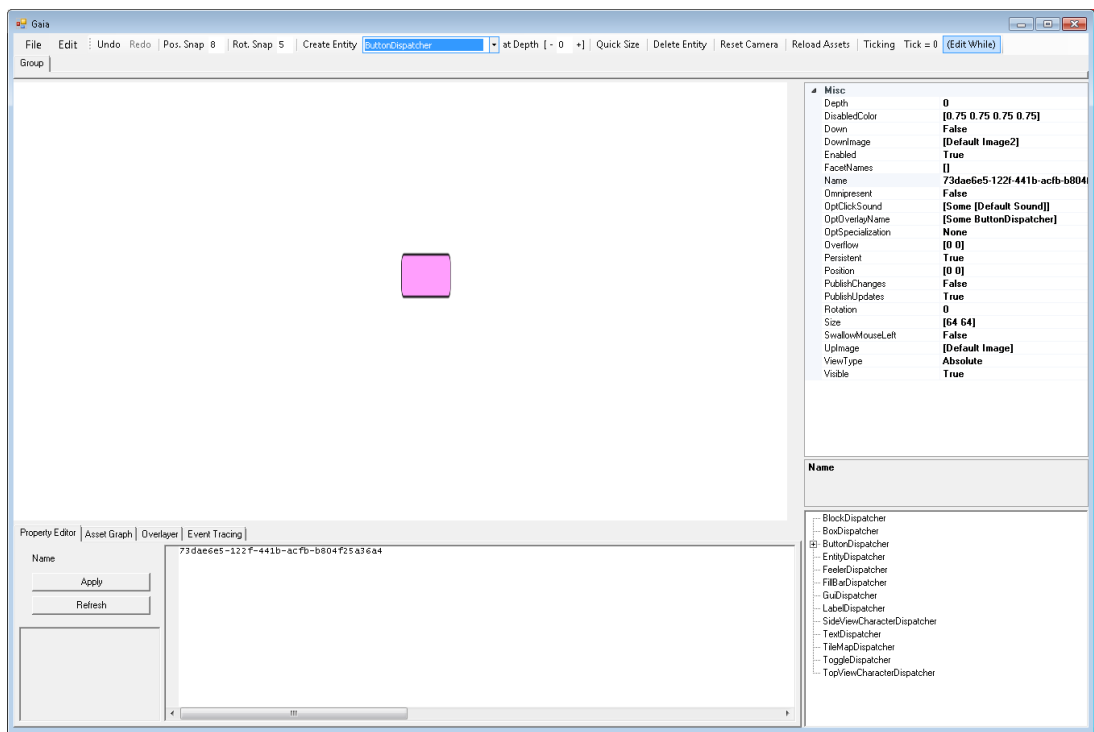 Gaia
File Edit Undo Redo Pos. Snap 8 Rot. Snap 5 Create Entity ButtonDispatcher at Depth [ - 0 +] Quick Size Delete Entity Reset Camera Reload Assets Ticking Tick = 0 (Edit While)
Group
Misc
Depth 0
DisabledColor [0.75 0.75 0.75 0.75]
Down False
DownImage [Default Image2]
Enabled True
FacetNames []
Name 73dae6e5-122f-441b-acfb-b804f
Omnipresent False
OptClickSound [Some [Default Sound]]
OptOverlayName [Some ButtonDispatcher]
OptSpecialization None
Overflow [0 0]
Persistent True
Position [0 0]
PublishChanges False
PublishUpdates True
Rotation 0
Size [64 64]
SwallowMouseLeft False
UpImage [Default Image]
ViewType Absolute
Visible True
Name
Property Editor Asset Graph Overlayer Event Tracing
Name
Apply
Refresh
73dae6e5-122f-441b-acfb-b804f25a36a4
BlockDispatcher
BoxDispatcher
ButtonDispatcher
EntityDispatcher
FeelerDispatcher
FillBarDispatcher
GuiDispatcher
LabelDispatcher
SideViewCharacterDispatcher
TextDispatcher
TileMapDispatcher
ToggleDispatcher
TopViewCharacterDispatcher